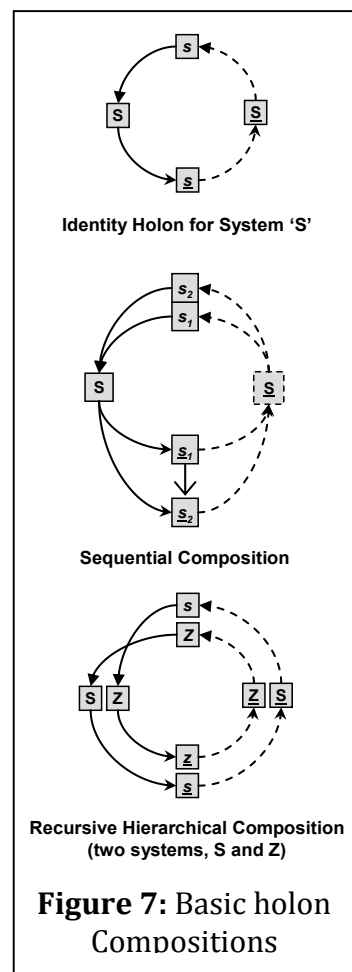 s
S S
s
Identity Holon for System ‘S’
s2
s1
S S
s1
s2
Sequential Composition
s
Z
S Z Z S
z
s
Recursive Hierarchical Composition
(two systems, S and Z)
Figure 7: Basic holon
Compositions